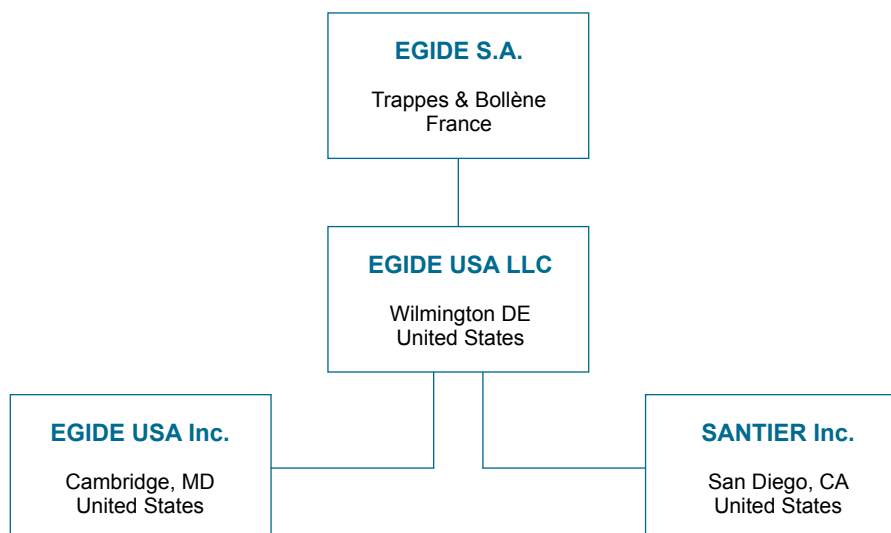 EGIDE S.A.
Trappes & Bollène
France
EGIDE USA LLC
Wilmington DE
United States
EGIDE USA Inc.
Cambridge, MD
United States
SANTIER Inc.
San Diego, CA
United States